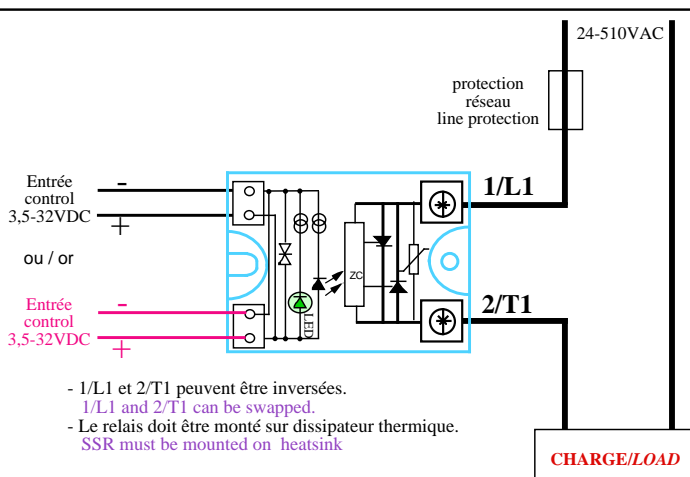 24-510VAC
protection
réseau
line protection
Entrée
control
3,5-32VDC
-
+
1/L1
ZC
LED
ou / or
Entrée
control
3,5-32VDC
-
+
2/T1
- 1/L1 et 2/T1 peuvent être inversées.
1/L1 and 2/T1 can be swapped.
- Le relais doit être monté sur dissipateur thermique.
SSR must be mounted on heatsink
CHARGE/LOAD